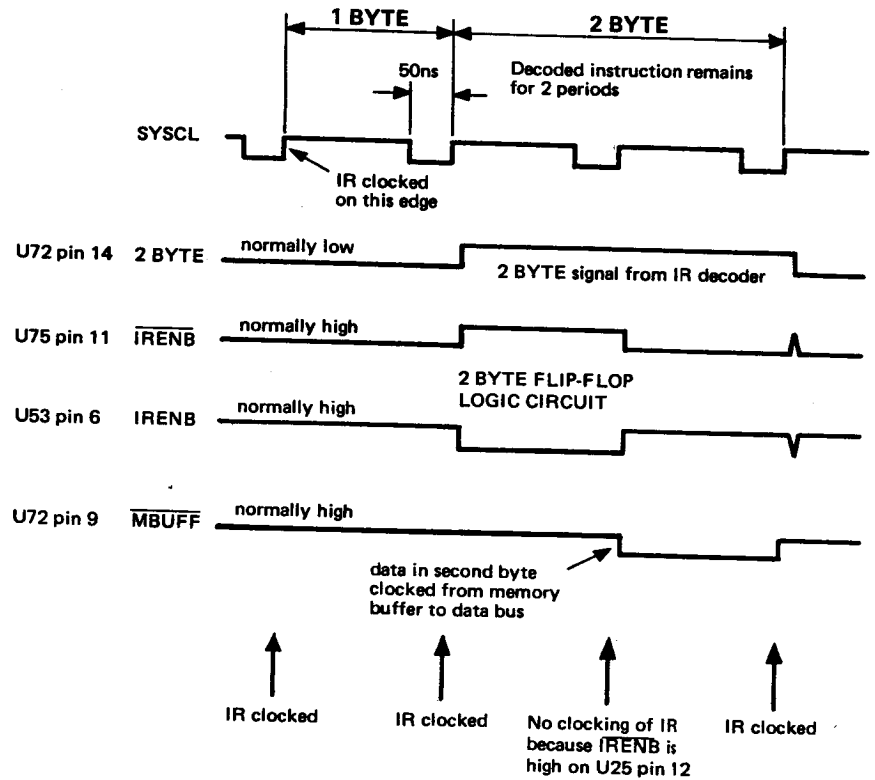 1 BYTE
2 BYTE
50ns
Decoded instruction remains
for 2 periods
SYSCL
IR clocked
on this edge
U72 pin 14 2 BYTE
normally low
2 BYTE signal from IR decoder
U75 pin 11 IRENB
normally high
2 BYTE FLIP-FLOP
LOGIC CIRCUIT
U53 pin 6 IRENB
normally high
U72 pin 9 MBUFF
normally high
data in second byte
clocked from memory
buffer to data bus
IR clocked
IR clocked
No clocking of IR
because IRENB is
high on U25 pin 12
IR clocked